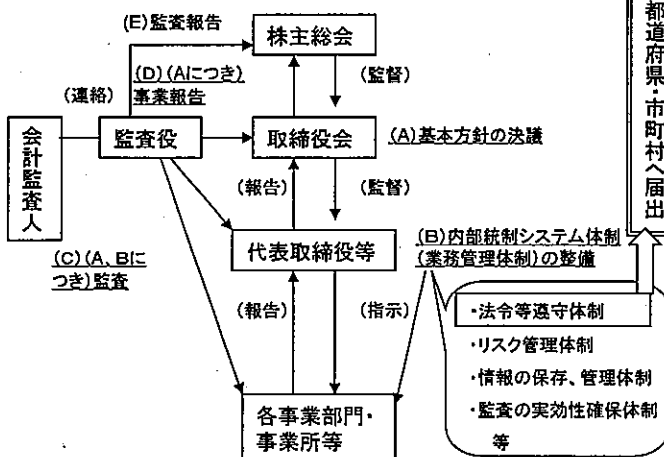 (E)監査報告
株主総会
(D)(Aにつき)
事業報告
(監督)
(連絡)
会計監査人
監査役
取締役会
(A)基本方針の決議
(報告)
(監督)
(C)(A、Bに
つき)監査
代表取締役等
(B)内部統制システム体制
(業務管理体制)の整備
(報告)
(指示)
・法令等遵守体制
・リスク管理体制
・情報の保存、管理体制
・監査の実効性確保体制
等
各事業部門・
事業所等
都道府県・市町村へ届出